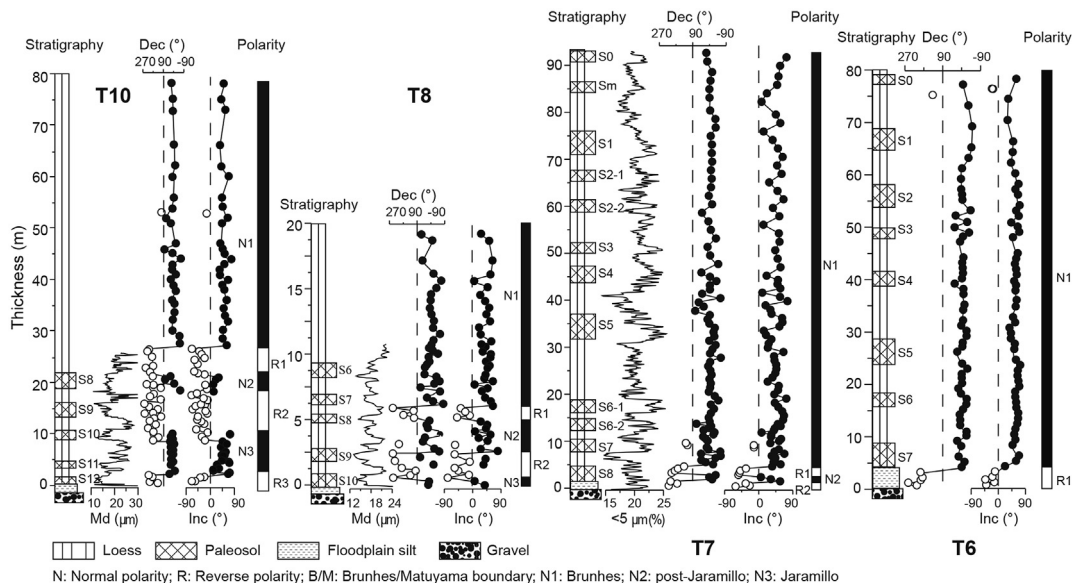 T10
Stratigraphy
Dec (°)
270 90 -90
Polarity
Thickness (m)
80
70
60
50
40
30
20
10
0
S8
S9
S10
S11
S12
10 20 30
Md (μm)
-90 0 90
Inc (°)
N1
R1
N2
R2
N3
R3
T8
Stratigraphy
Dec (°)
270 90 -90
Polarity
20
15
10
5
0
S6
S7
S8
S9
S10
12 18 24
Md (μm)
-90 0 90
Inc (°)
N1
R1
N2
R2
N3
T7
Stratigraphy
Dec (°)
270 90 -90
Polarity
90
80
70
60
50
40
30
20
10
0
S0
Sm
S1
S2-1
S2-2
S3
S4
S5
S6-1
S6-2
S7
S8
15 20 25
<5 μm(%)
0 90
Inc (°)
N1
R1
N2
R2
T6
Stratigraphy
Dec (°)
270 90 -90
Polarity
80
70
60
50
40
30
20
10
0
S0
S1
S2
S3
S4
S5
S6
S7
0 90
Inc (°)
N1
R1
Loess Paleosol Floodplain silt Gravel
N: Normal polarity; R: Reverse polarity; B/M: Brunhes/Matuyama boundary; N1: Brunhes; N2: post-Jaramillo; N3: Jaramillo